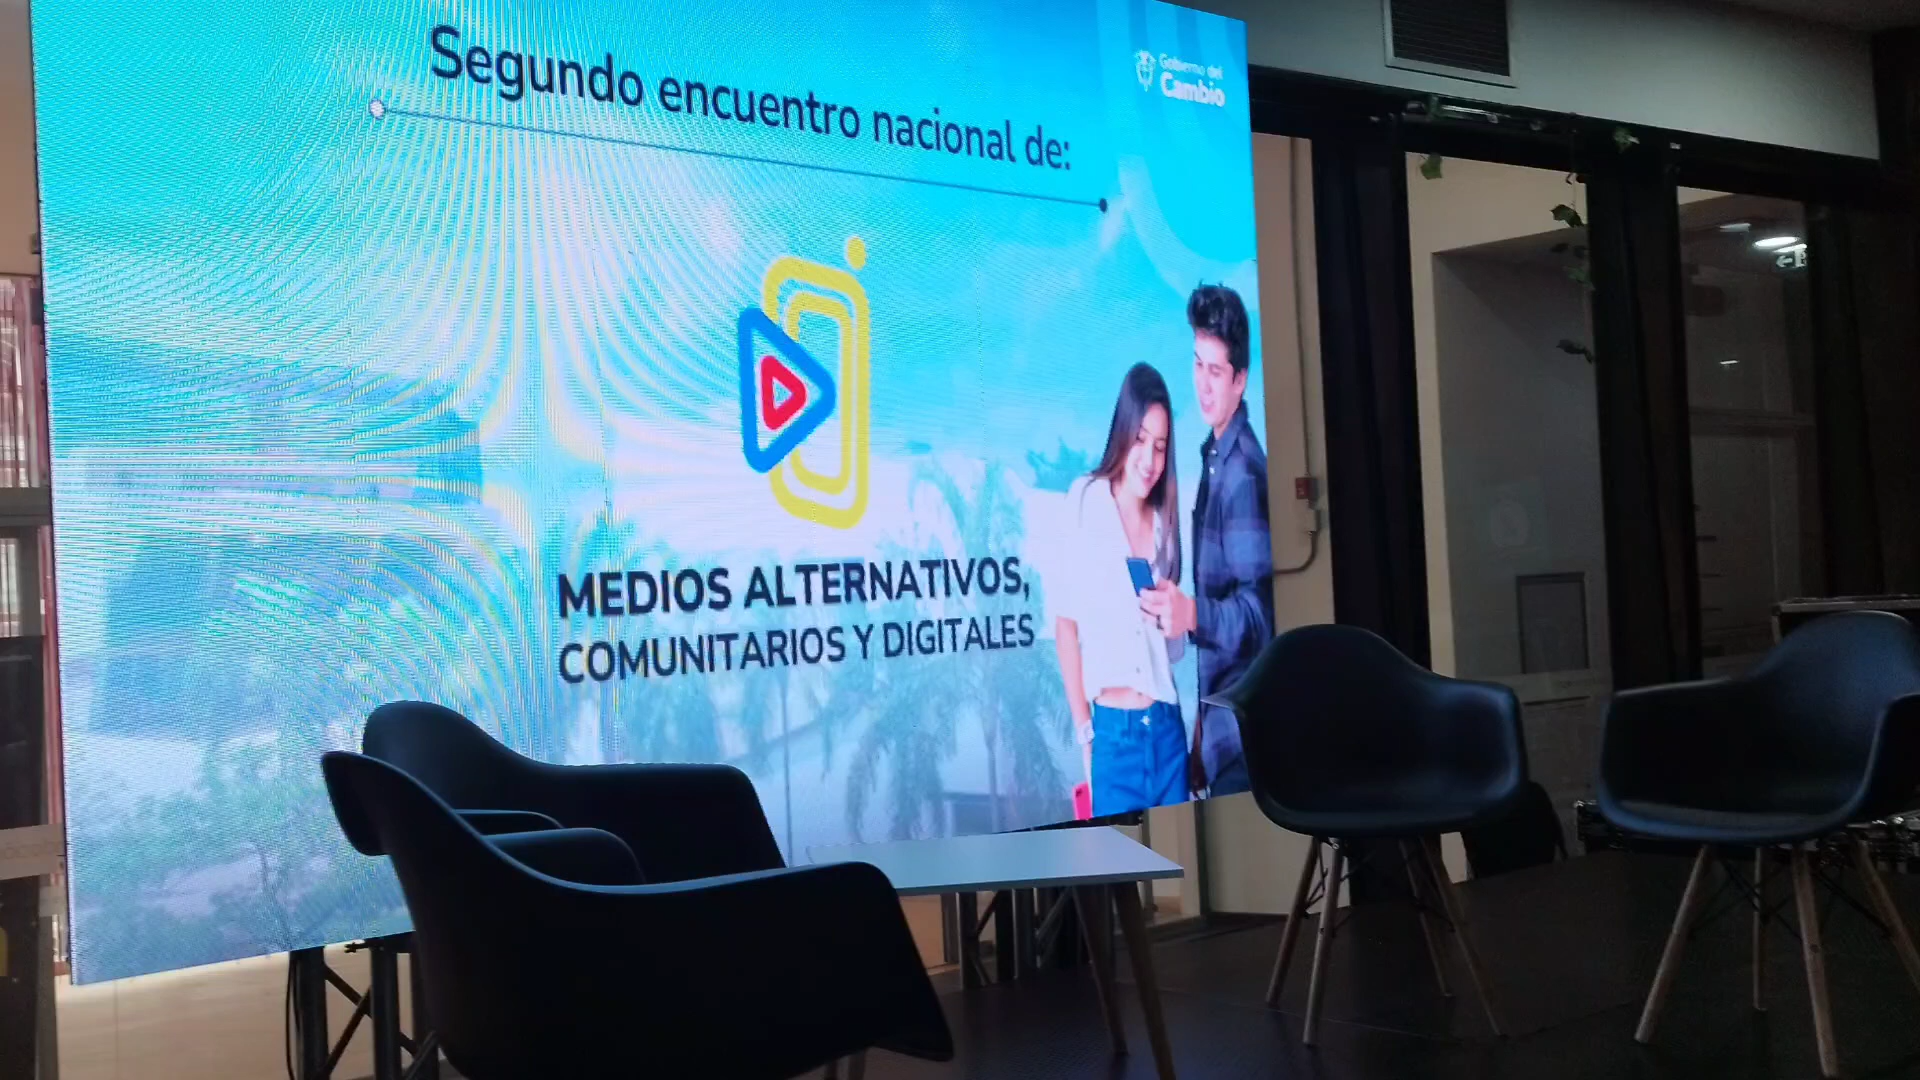 Segundo encuentro nacional de:
Gobierno del
Cambio
MEDIOS ALTERNATIVOS,
COMUNITARIOS Y DIGITALES